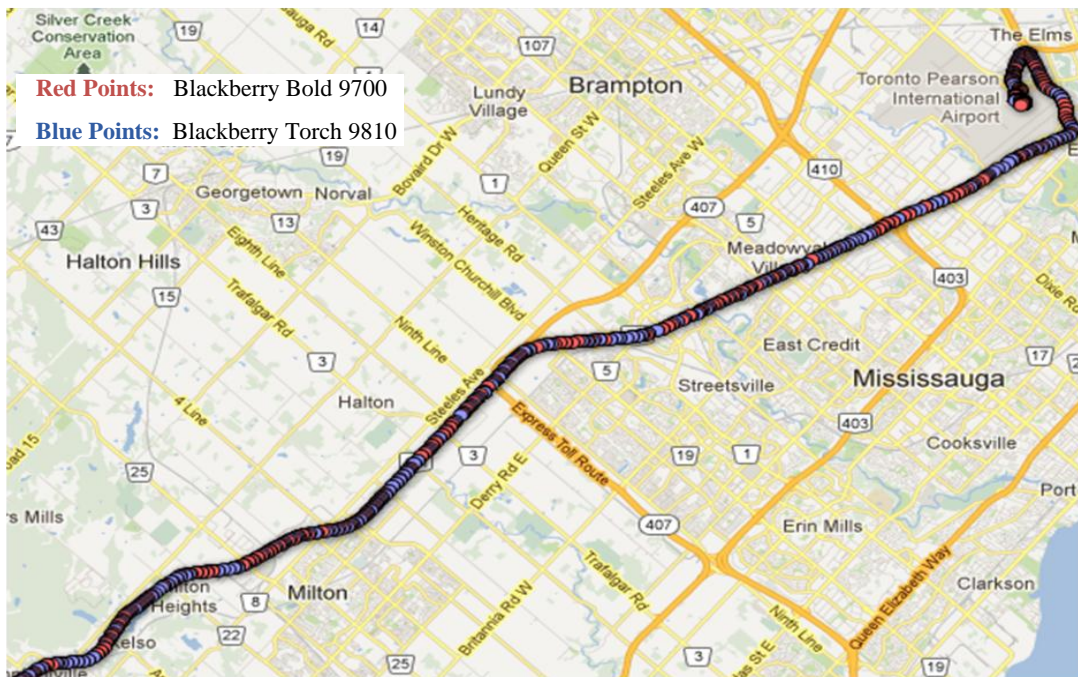 Silver Creek
Conservation
Area
19
14
The Elms
107
Red Points: Blackberry Bold 9700
Blue Points: Blackberry Torch 9810
Brampton
Lundy
Village
Toronto Pearson
International
Airport
Bovaird Dr W
Queen St W
Steeles Ave W
19
7
Georgetown
Norval
1
410
3
13
Heritage Rd
407
5
43
Eighth Line
Winston Churchill Blvd
Halton Hills
Trafalgar Rd
403
Dixie Rd
15
Ninth Line
East Credit
3
5
17
Streetsville
Mississauga
Steeles Ave
4 Line
Halton
Express Toll Route
403
Cooksville
25
3
19
1
Derry Rd E
407
Erin Mills
Trafalgar Rd
Queen Elizabeth Way
Clarkson
8
Milton
Heights
Britannia Rd W
22
Ninth Line
Kelso
25
3
19